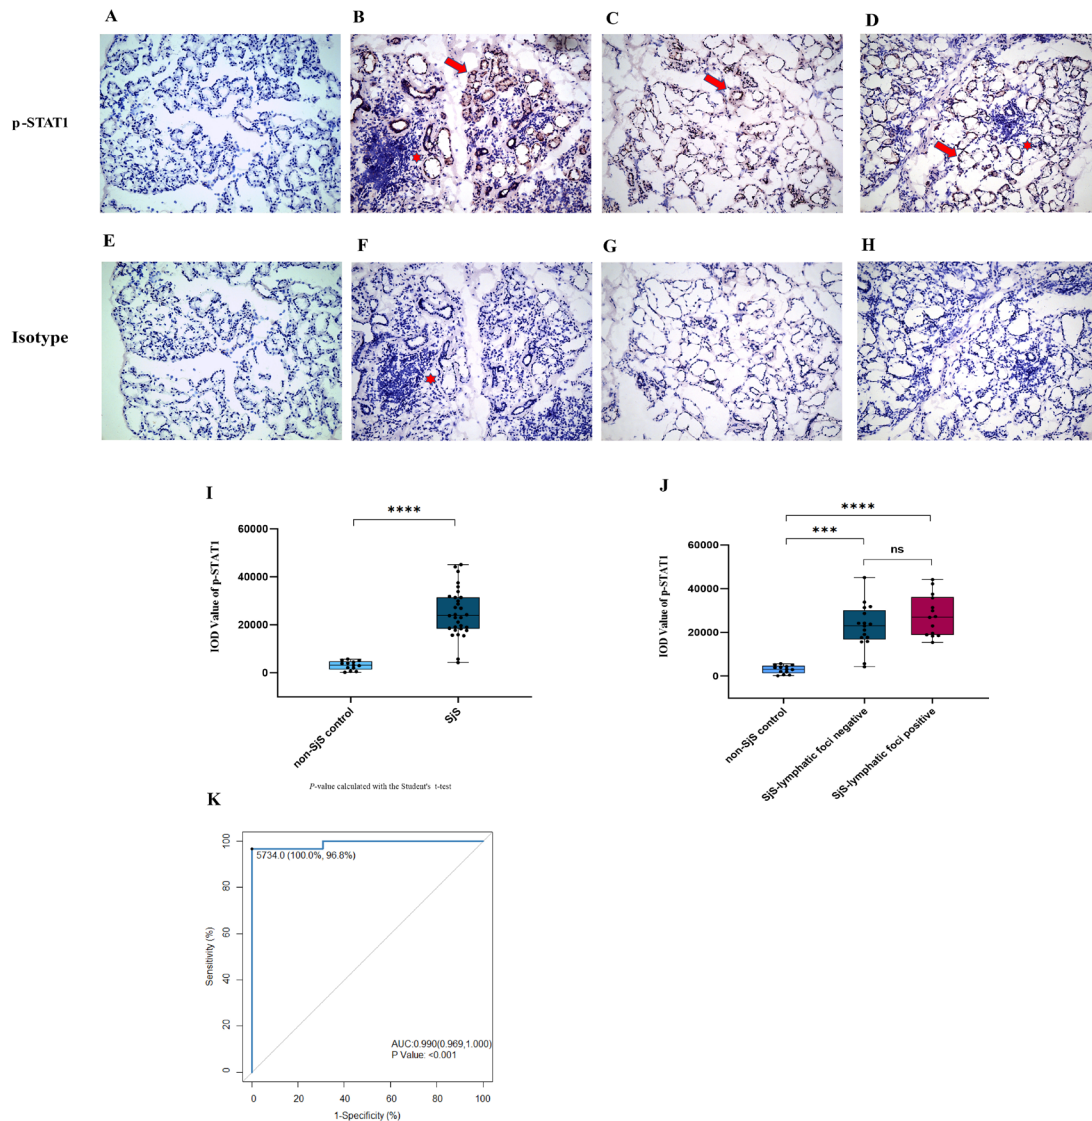 A
B
C
D
p-STAT1
E
F
G
H
Isotype
I
****
60000
40000
20000
0
IOD Value of p-STAT1
non-SjS control
SjS
P-value calculated with the Student's t-test
J
****
***
ns
60000
40000
20000
0
IOD Value of p-STAT1
non-SjS control
SjS-lymphatic foci negative
SjS-lymphatic foci positive
K
100
80
60
40
20
0
Sensitivity (%)
5734.0 (100.0%, 96.8%)
AUC:0.990(0.969,1.000)
P Value: <0.001
0 20 40 60 80 100
1-Specificity (%)